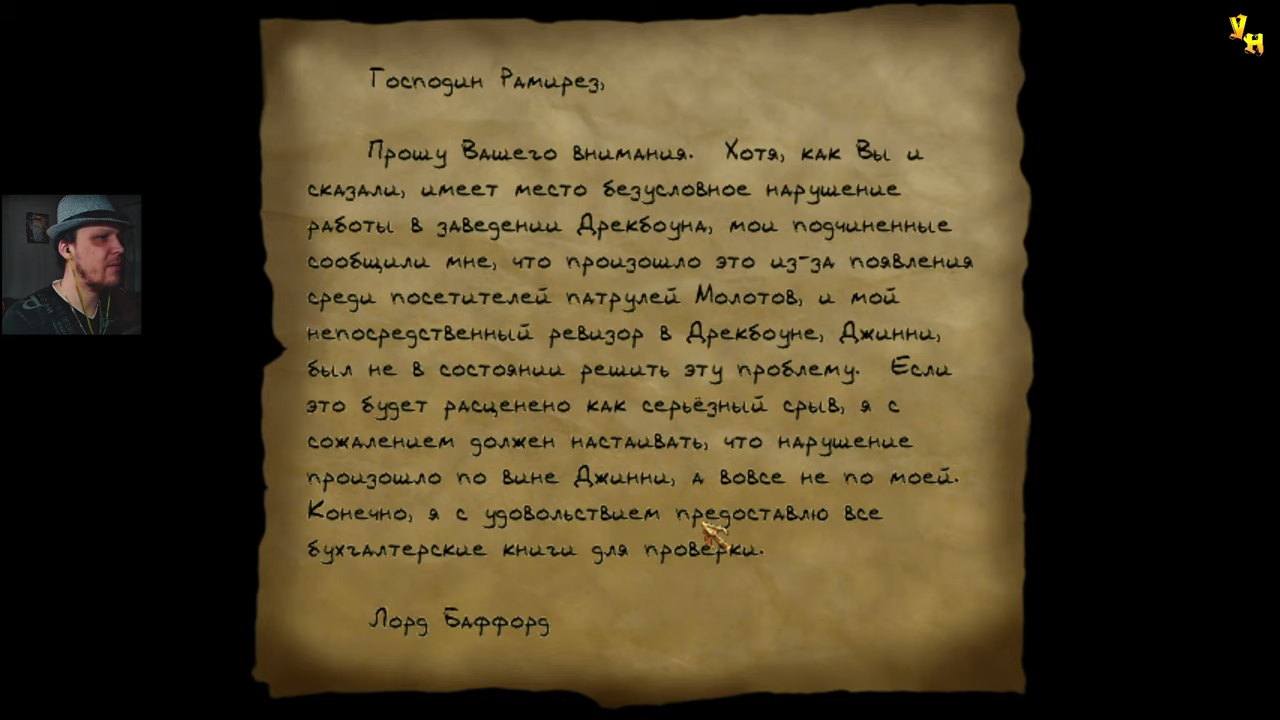 УН
Господин Рамирез,
Прошу Вашего внимания. Хотя, как Вы и
сказали, имеет место безусловное нарушение
работы в заведении Дрекбоуна, мои подчиненные
сообщили мне, что произошло это из-за появления
среди посетителей патрулей Молотов, и мой
непосредственный ревизор в Дрекбоуне, Джинни,
был не в состоянии решить эту проблему. Если
это будет расценено как серьёзный срыв, я с
сожалением должен настаивать, что нарушение
произошло по вине Джинни, а вовсе не по моей.
Конечно, я с удовольствием предоставлю все
бухгалтерские книги для проверки.
Лорд Баффорд